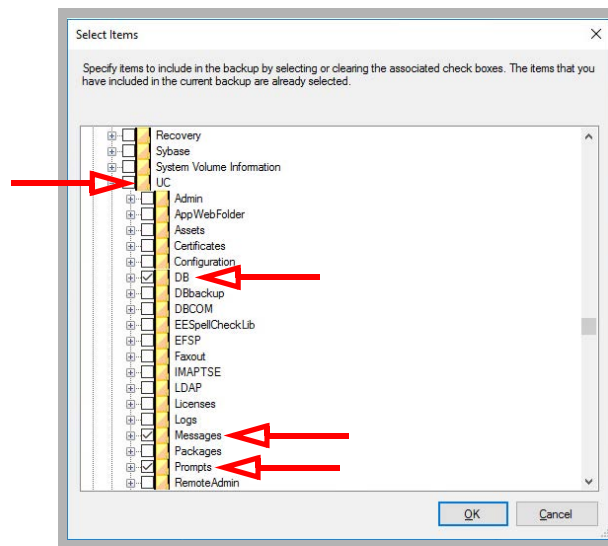 Select Items
Specify items to include in the backup by selecting or clearing the associated check boxes. The items that you
have included in the current backup are already selected.
Recovery
Sybase
System Volume Information
UC
Admin
AppWebFolder
Assets
Certificates
Configuration
DB
DBbackup
DBCOM
EESpellCheckLib
EFSP
Faxout
IMAPTSE
LDAP
Licenses
Logs
Messages
Packages
Prompts
RemoteAdmin
OK Cancel